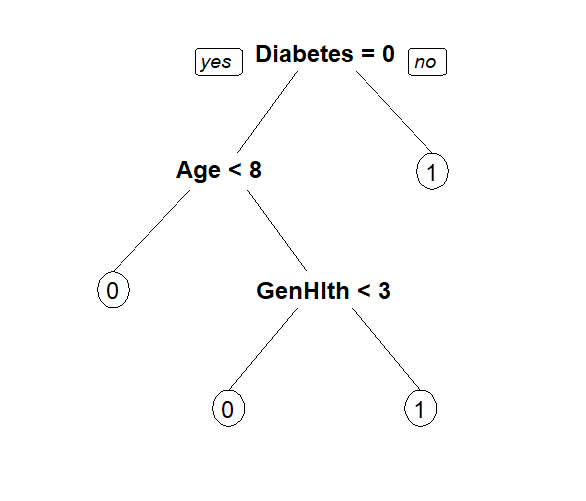 yes Diabetes = 0 no
Age < 8
1
0
GenHlth < 3
0
1